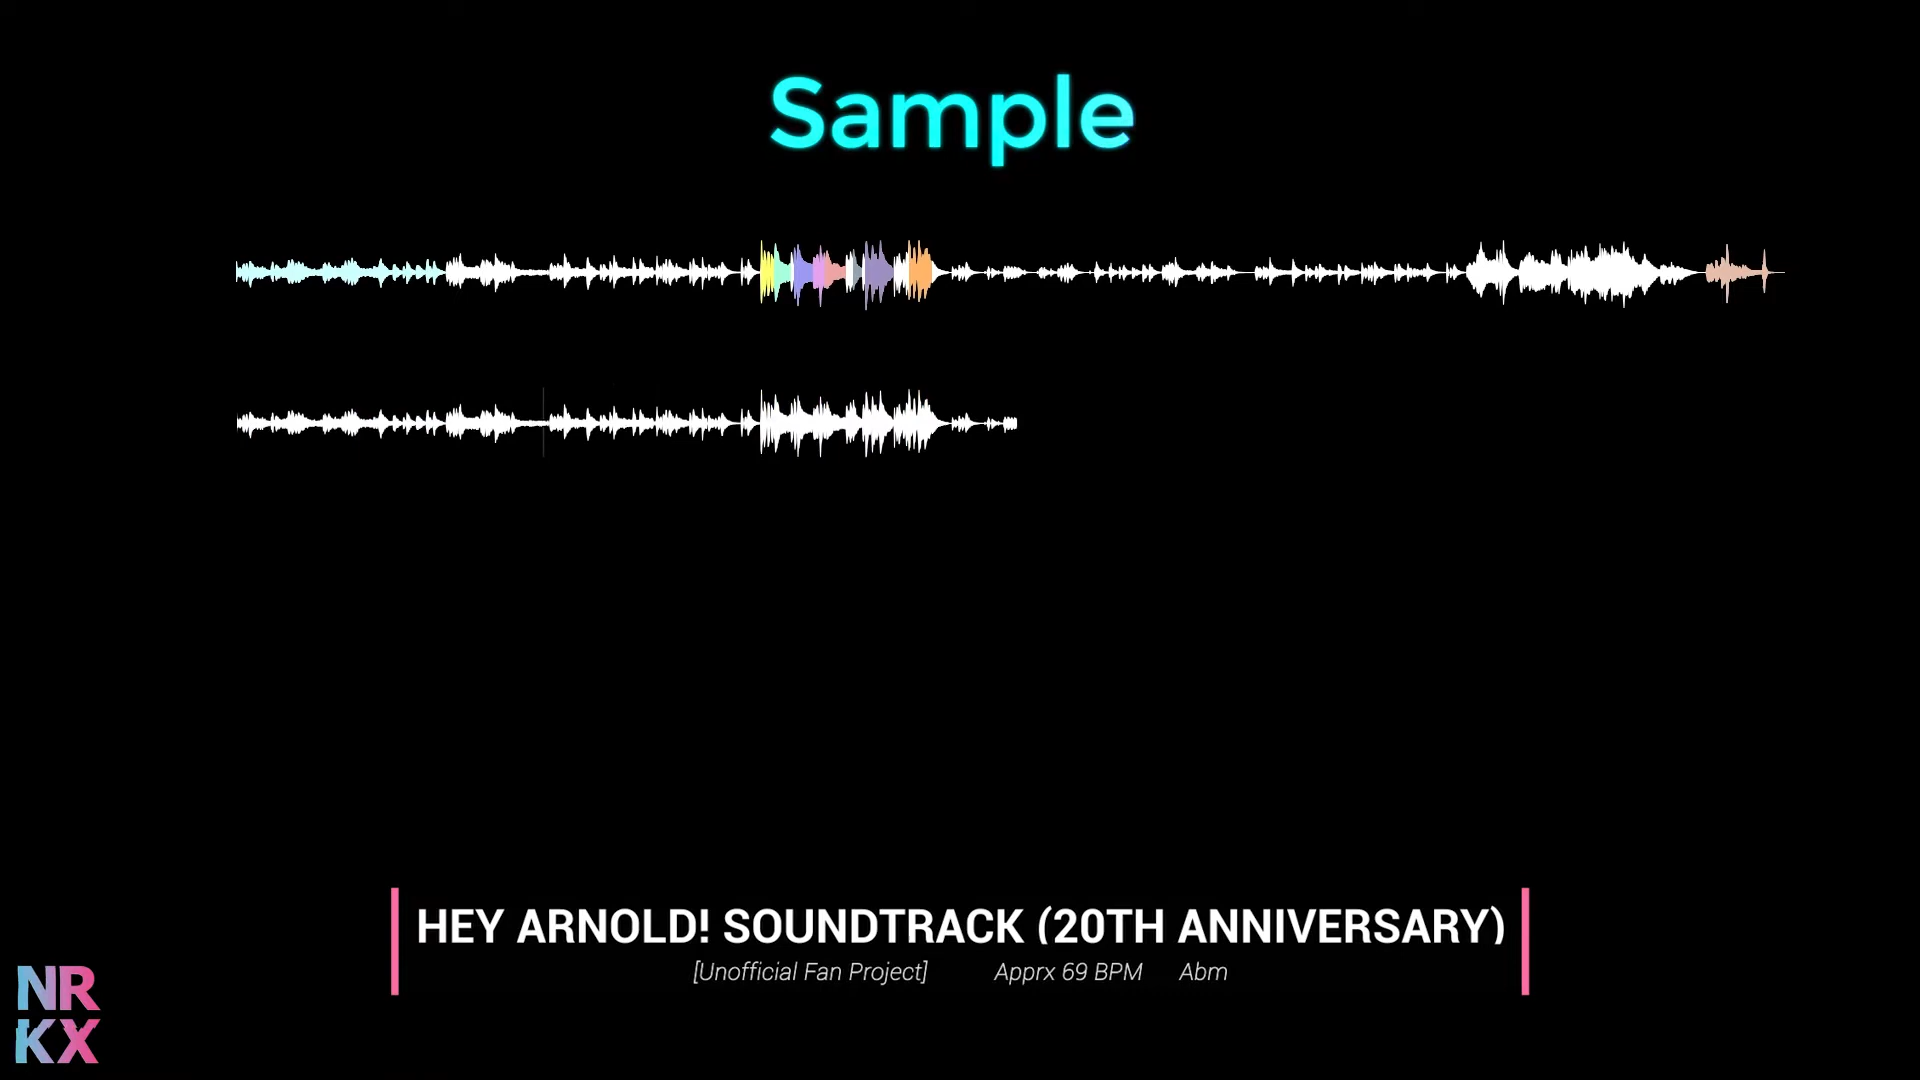 Sample
HEY ARNOLD! SOUNDTRACK (20TH ANNIVERSARY)
[Unofficial Fan Project] Apprx 69 BPM Abm
NR
KX